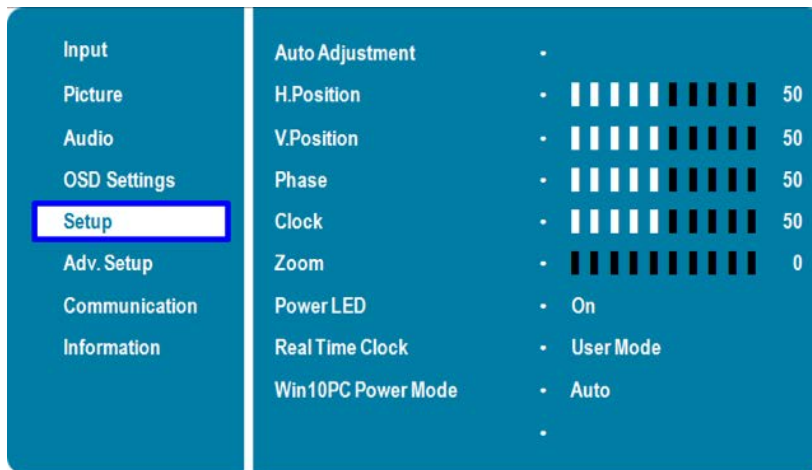 Input
Picture
Audio
OSD Settings
Setup
Adv. Setup
Communication
Information
Auto Adjustment
H.Position 50
V.Position 50
Phase 50
Clock 50
Zoom 0
Power LED On
Real Time Clock User Mode
Win10PC Power Mode Auto